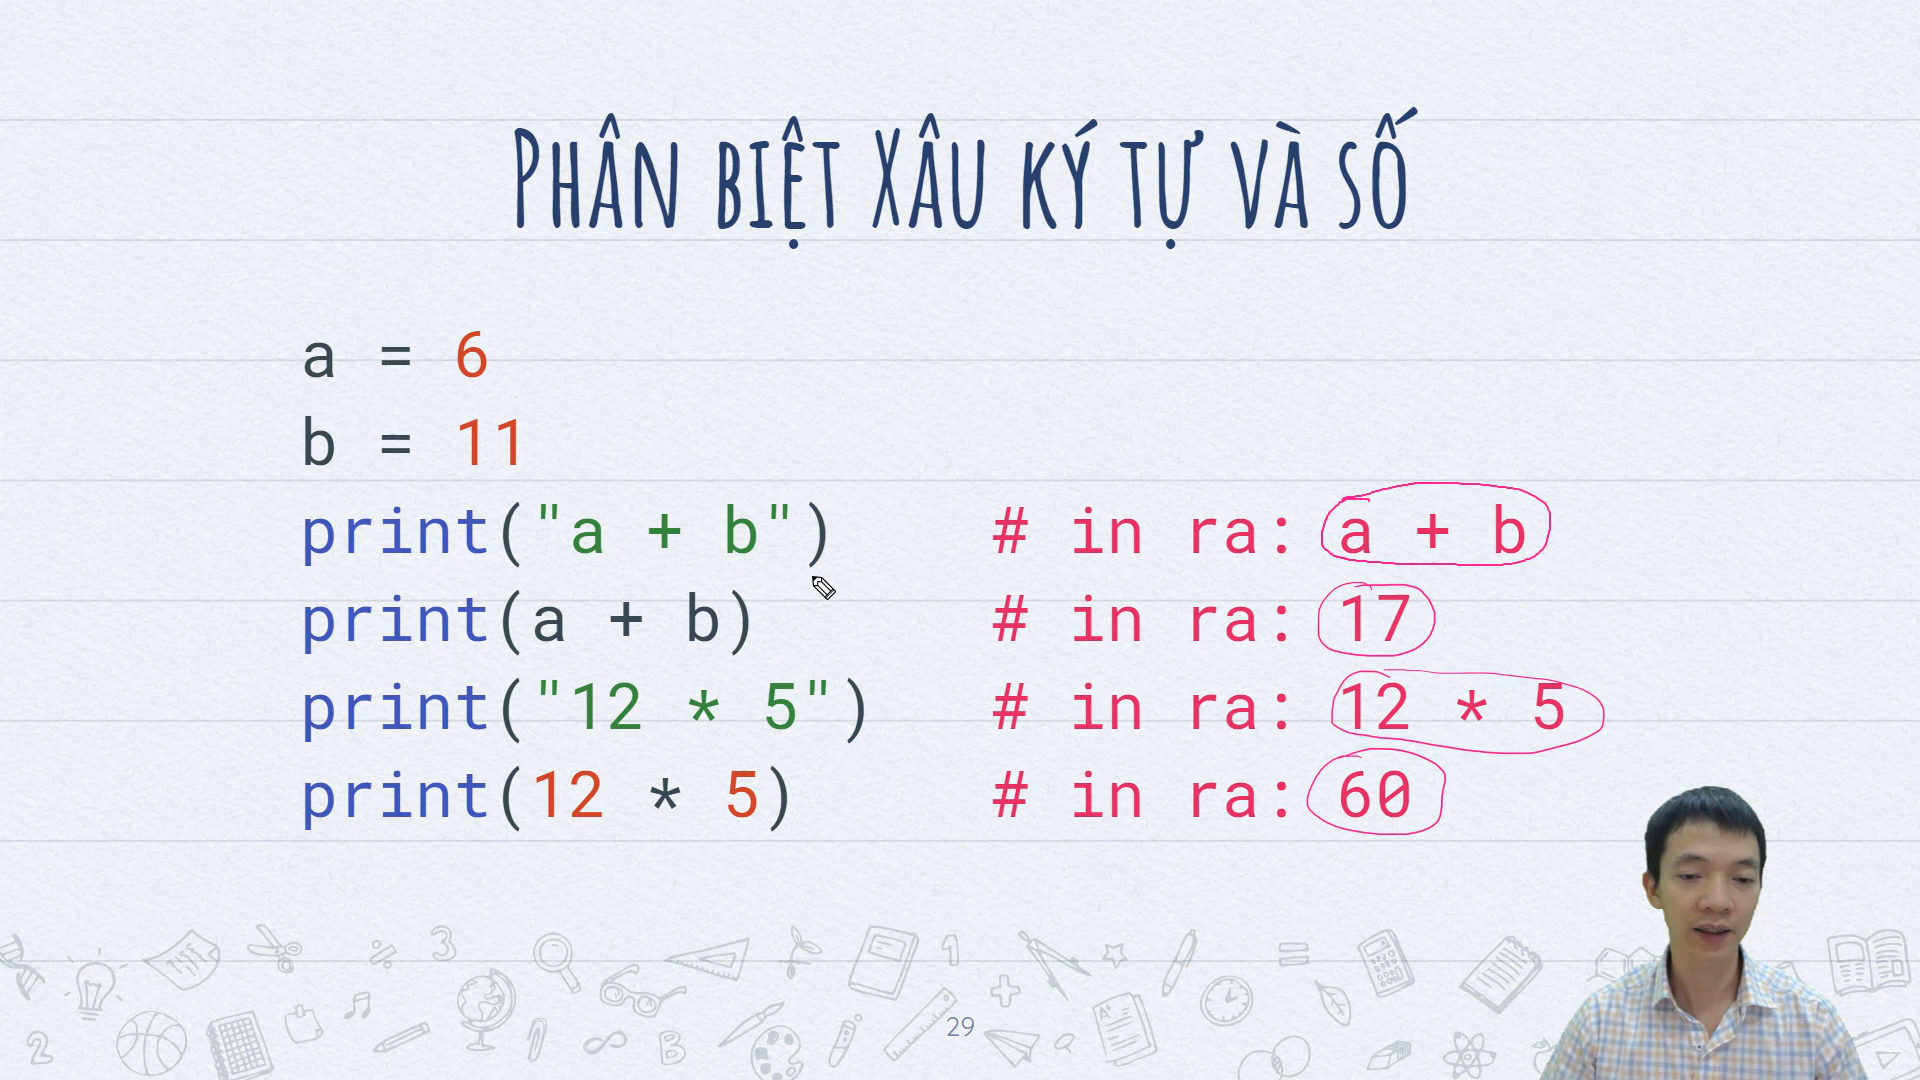 Phân biệt Xâu ký tự và số
a = 6
b = 11
print("a + b") # in ra: a + b
print(a + b) # in ra: 17
print("12 * 5") # in ra: 12 * 5
print(12 * 5) # in ra: 60
29